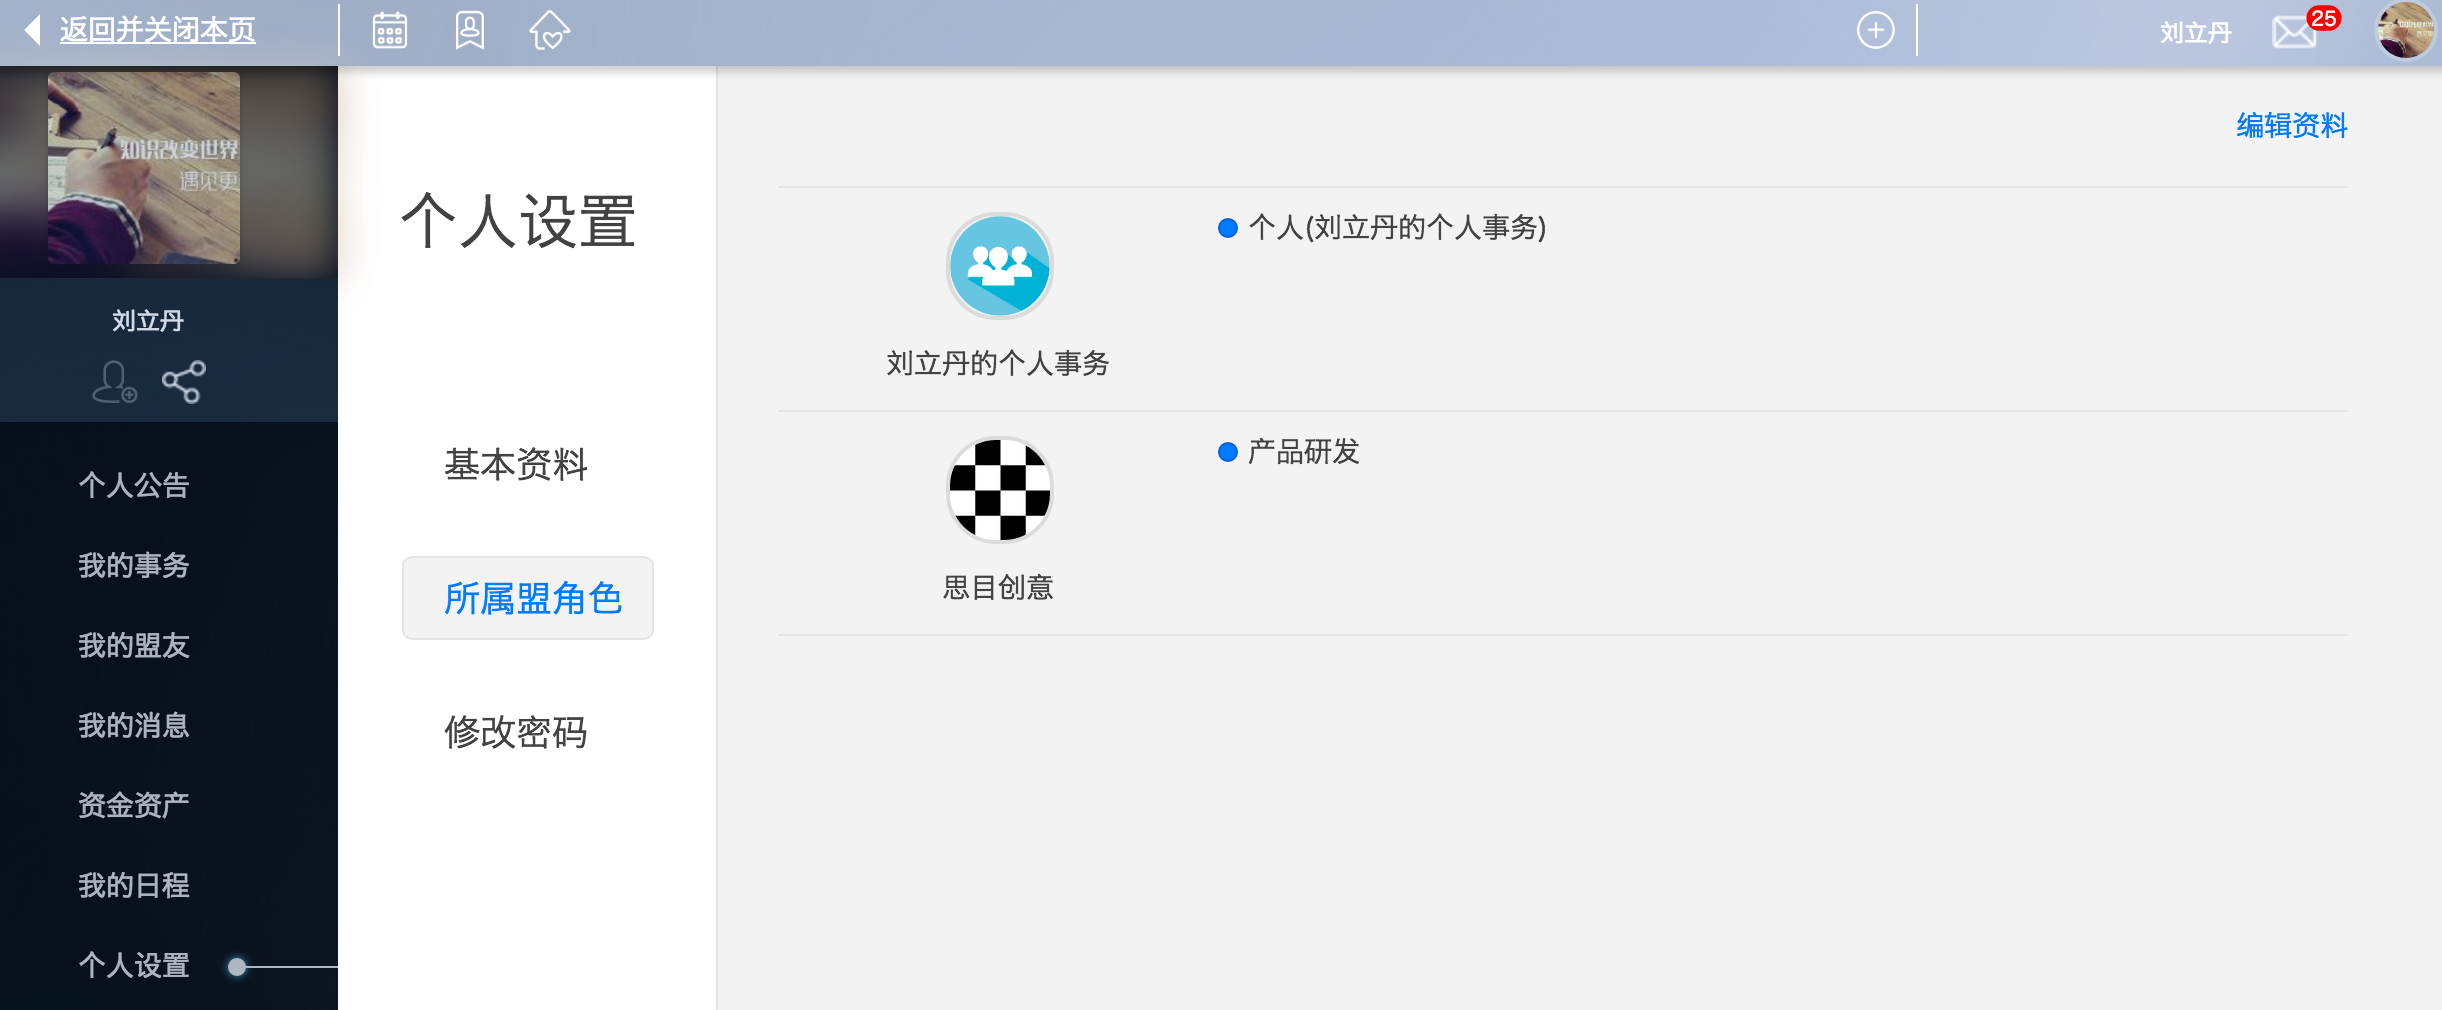 返回并关闭本页
刘立丹
25
知识改变世界
遇见更
刘立丹
个人公告
我的事务
我的盟友
我的消息
资金资产
我的日程
个人设置
个人设置
基本资料
所属盟角色
修改密码
编辑资料
个人(刘立丹的个人事务)
刘立丹的个人事务
产品研发
思目创意